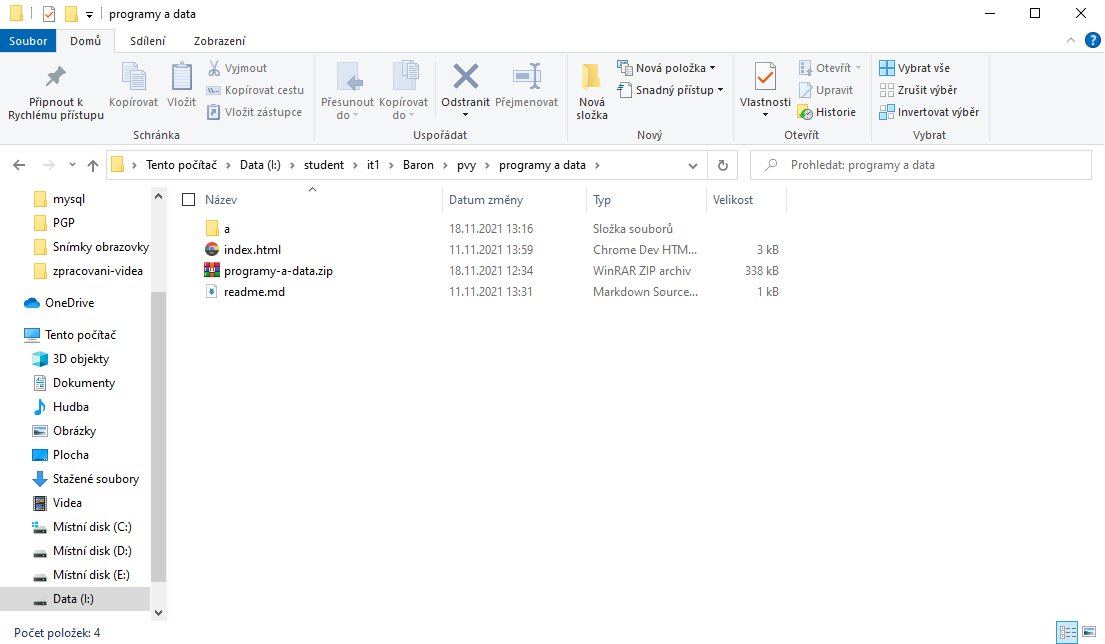 programy a data
Soubor Domů Sdílení Zobrazení
Připnout k Rychlému přístupu
Kopírovat
Vložit
Vyjmout
Kopírovat cestu
Vložit zástupce
Schránka
Přesunout do
Kopírovat do
Odstranit
Přejmenovat
Uspořádat
Nová složka
Nová položka
Snadný přístup
Nový
Vlastnosti
Otevřít
Upravit
Historie
Otevřít
Vybrat vše
Zrušit výběr
Invertovat výběr
Vybrat
Tento počítač Data (I:) student it1 Baron pvy programy a data
Prohledat: programy a data
mysql
PGP
Snímky obrazovky
zpracovani-videa
OneDrive
Tento počítač
3D objekty
Dokumenty
Hudba
Obrázky
Plocha
Stažené soubory
Videa
Místní disk (C:)
Místní disk (D:)
Místní disk (E:)
Data (I:)
Název Datum změny Typ Velikost
a 18.11.2021 13:16 Složka souborů
index.html 11.11.2021 13:59 Chrome Dev HTM... 3 kB
programy-a-data.zip 18.11.2021 12:34 WinRAR ZIP archiv 338 kB
readme.md 11.11.2021 13:31 Markdown Source... 1 kB
Počet položek: 4